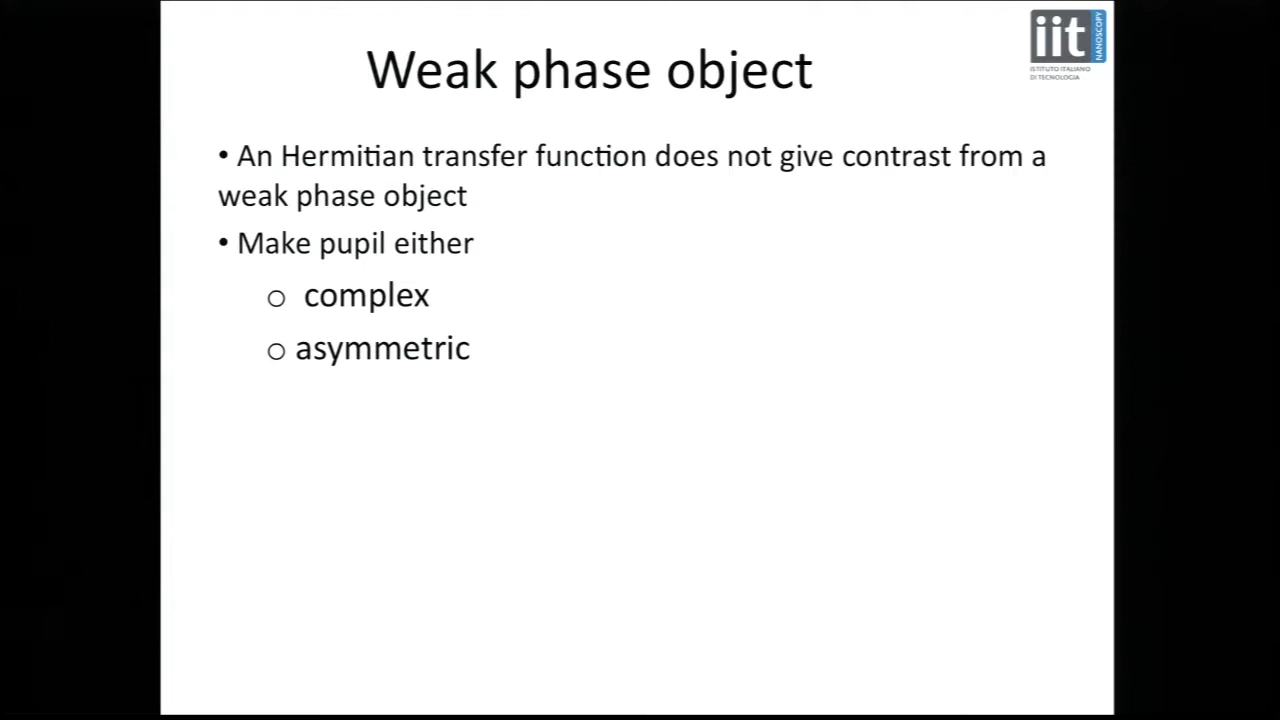 Weak phase object
iit
NANOSCOPY
ISTITUTO ITALIANO
DI TECNOLOGIA
• An Hermitian transfer function does not give contrast from a
weak phase object
• Make pupil either
o complex
o asymmetric